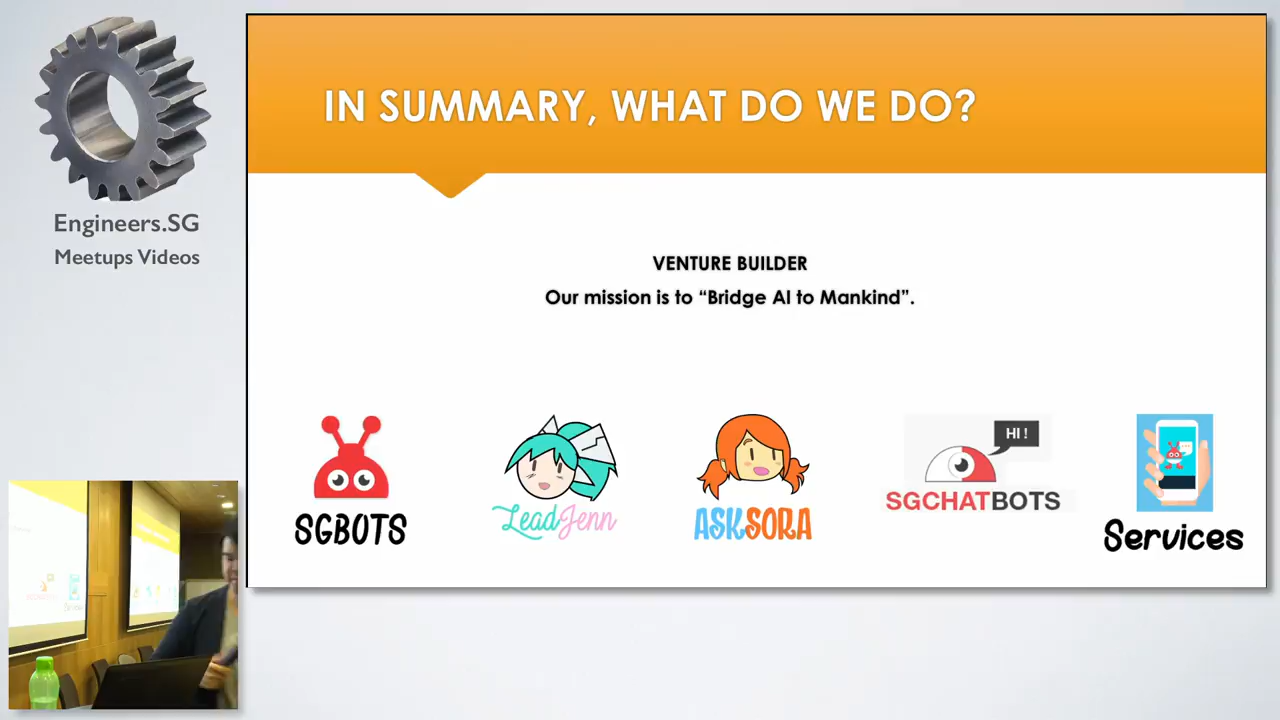 Engineers.SG
Meetups Videos
IN SUMMARY, WHAT DO WE DO?
VENTURE BUILDER
Our mission is to “Bridge AI to Mankind”.
SGBOTS
LeadJenn
ASKSORA
HI !
SGCHATBOTS
Services